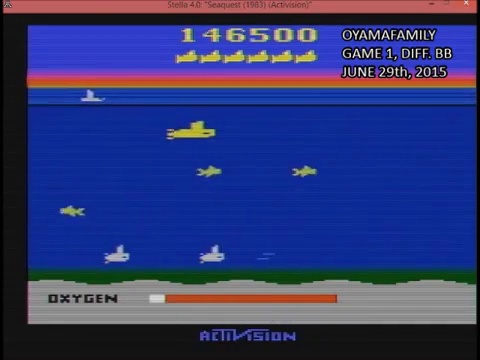 Stella 4.0: "Seaquest (1983) (Activision)"
146500
OYAMAFAMILY
GAME 1, DIFF. BB
JUNE 29th, 2015
OXYGEN
ACTIVISION